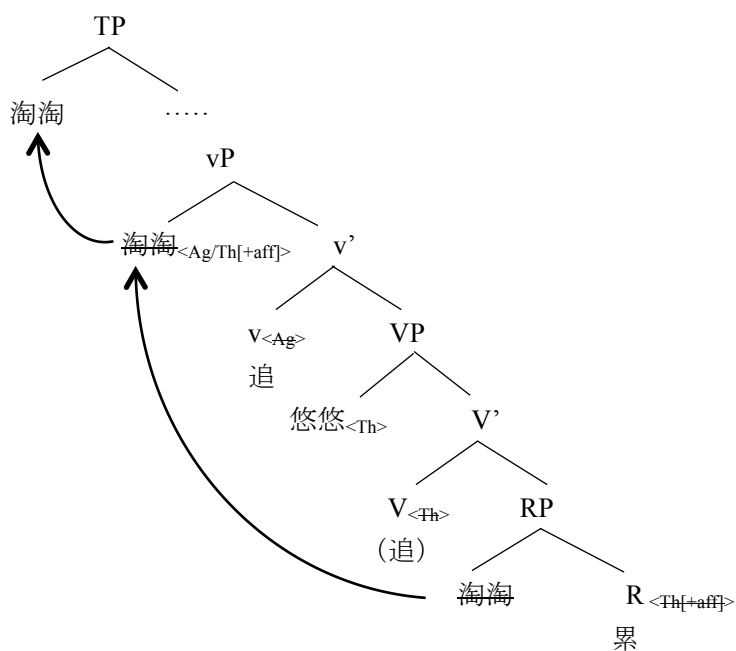 TP
淘淘 .....
vP
淘淘<Ag/Th[+aff]> v’
v<Ag> VP
追
悠悠<Th> V’
V<Th> RP
（追）
淘淘 R <Th[+aff]>
累